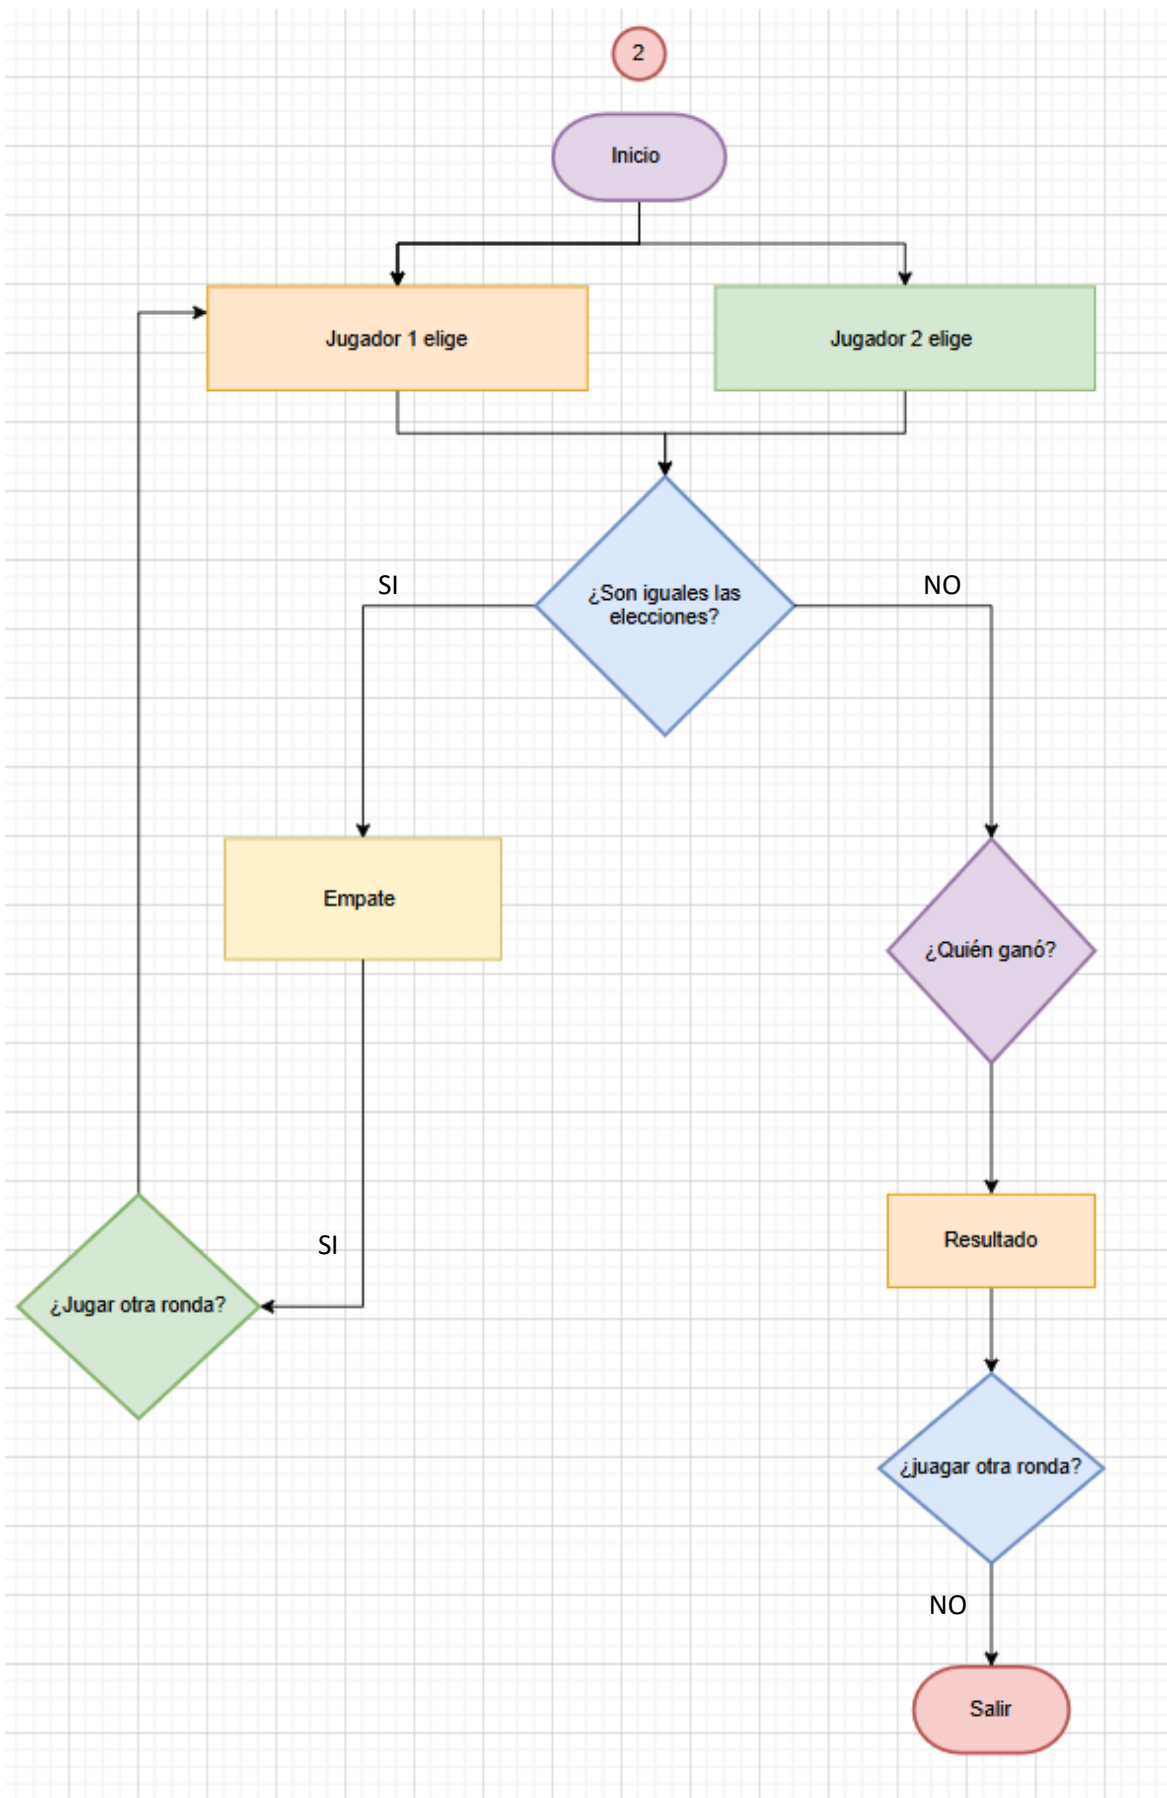 2
Inicio
Jugador 1 elige
Jugador 2 elige
SI
¿Son iguales las
elecciones?
NO
Empate
¿Quién ganó?
SI
¿Jugar otra ronda?
Resultado
¿juagar otra ronda?
NO
Salir